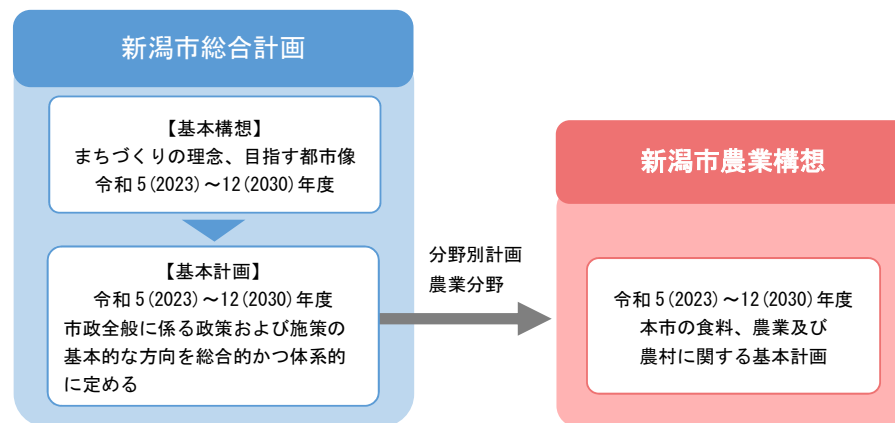 新潟市総合計画
【基本構想】
まちづくりの理念、目指す都市像
令和5(2023)～12(2030)年度
【基本計画】
令和5(2023)～12(2030)年度
市政全般に係る政策および施策の
基本的な方向を総合的かつ体系的
に定める
分野別計画
農業分野
新潟市農業構想
令和5(2023)～12(2030)年度
本市の食料、農業及び
農村に関する基本計画